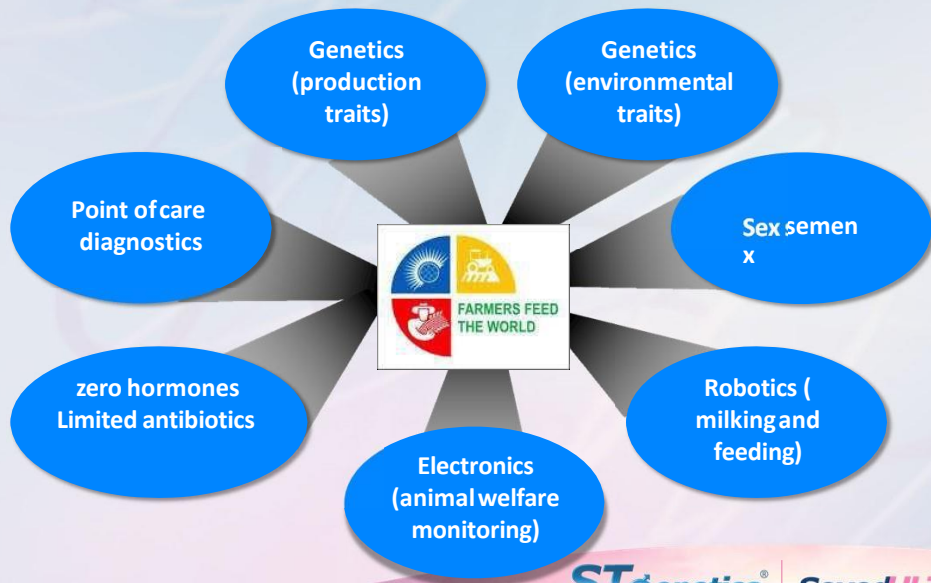 Genetics
(production
traits)
Genetics
(environmental
traits)
Point of care
diagnostics
Sex semen
x
FARMERS FEED
THE WORLD
zero hormones
Limited antibiotics
Robotics (
milking and
feeding)
Electronics
(animal welfare
monitoring)